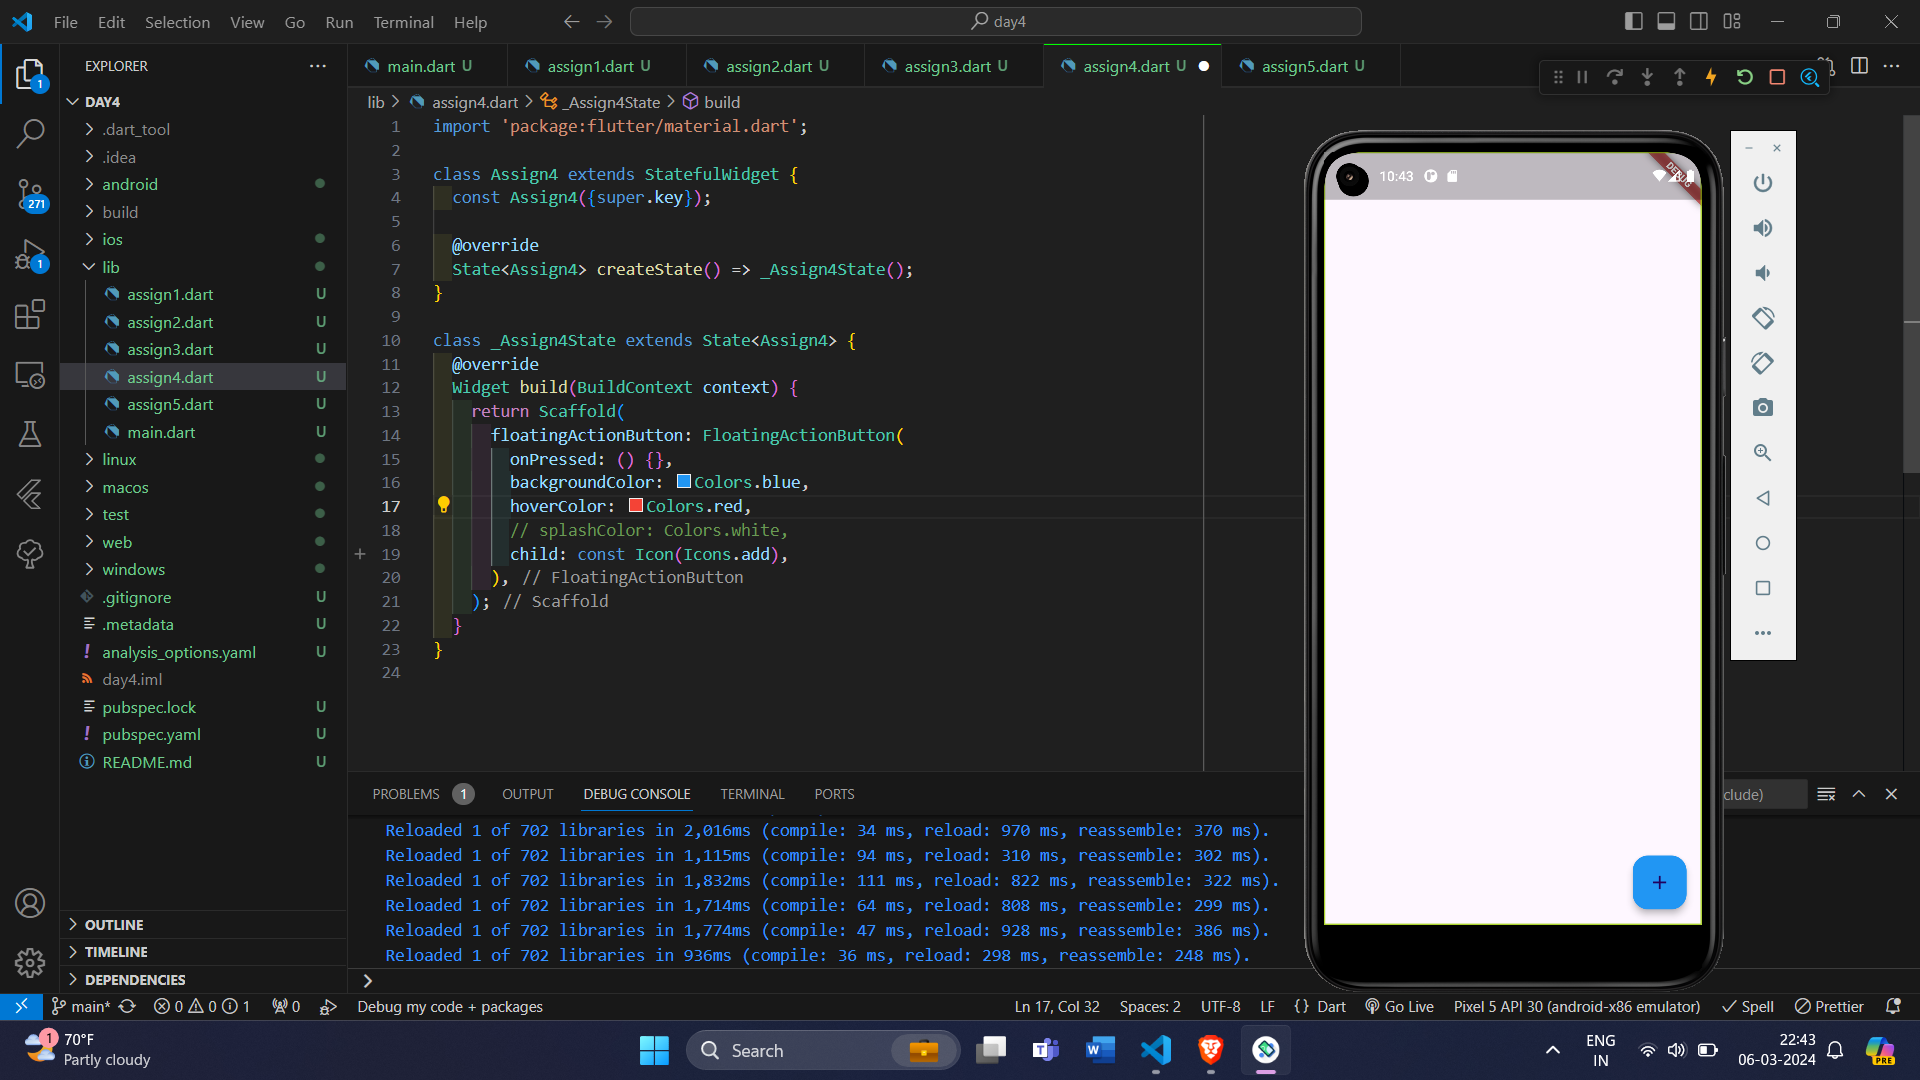 File Edit Selection View Go Run Terminal Help
day4
EXPLORER
DAY4
.dart_tool
.idea
android
build
ios
lib
assign1.dart U
assign2.dart U
assign3.dart U
assign4.dart U
assign5.dart U
main.dart U
linux
macos
test
web
windows
.gitignore U
.metadata U
analysis_options.yaml U
day4.iml
pubspec.lock U
pubspec.yaml U
README.md U
OUTLINE
TIMELINE
DEPENDENCIES
1
271
1
main.dart U assign1.dart U assign2.dart U assign3.dart U assign4.dart U assign5.dart U
lib > assign4.dart > _Assign4State > build
1 import 'package:flutter/material.dart';
2
3 class Assign4 extends StatefulWidget {
4 const Assign4({super.key});
5
6 @override
7 State<Assign4> createState() => _Assign4State();
8 }
9
10 class _Assign4State extends State<Assign4> {
11 @override
12 Widget build(BuildContext context) {
13 return Scaffold(
14 floatingActionButton: FloatingActionButton(
15 onPressed: () {},
16 backgroundColor: Colors.blue,
17 hoverColor: Colors.red,
18 // splashColor: Colors.white,
19 child: const Icon(Icons.add),
20 ), // FloatingActionButton
21 ); // Scaffold
22 }
23 }
24
10:43
DEBUG
PROBLEMS 1 OUTPUT DEBUG CONSOLE TERMINAL PORTS
clude)
Reloaded 1 of 702 libraries in 2,016ms (compile: 34 ms, reload: 970 ms, reassemble: 370 ms).
Reloaded 1 of 702 libraries in 1,115ms (compile: 94 ms, reload: 310 ms, reassemble: 302 ms).
Reloaded 1 of 702 libraries in 1,832ms (compile: 111 ms, reload: 822 ms, reassemble: 322 ms).
Reloaded 1 of 702 libraries in 1,714ms (compile: 64 ms, reload: 808 ms, reassemble: 299 ms).
Reloaded 1 of 702 libraries in 1,774ms (compile: 47 ms, reload: 928 ms, reassemble: 386 ms).
Reloaded 1 of 702 libraries in 936ms (compile: 36 ms, reload: 298 ms, reassemble: 248 ms).
main* 0 0 1 0 Debug my code + packages Ln 17, Col 32 Spaces: 2 UTF-8 LF {} Dart Go Live Pixel 5 API 30 (android-x86 emulator) Spell Prettier
1
70°F
Partly cloudy
Search
ENG
IN
22:43
06-03-2024
PRE